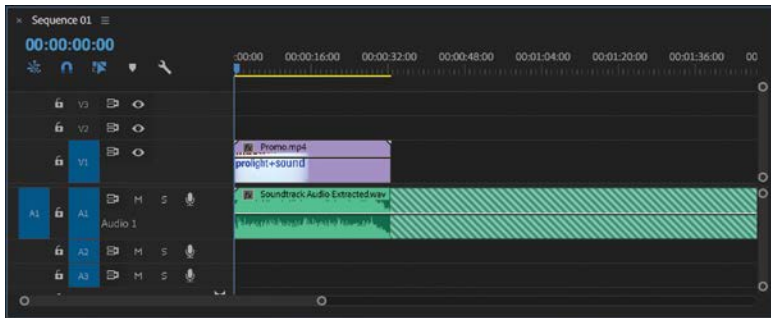 × Sequence 01 ≡
00:00:00:00
:00:00 00:00:16:00 00:00:32:00 00:00:48:00 00:01:04:00 00:01:20:00 00:01:36:00 00
V3
V2
fx Promo.mp4
V1
prolight+sound
fx Soundtrack Audio Extracted.wav
A1 A1 M S
Audio 1
A2 M S
A3 M S